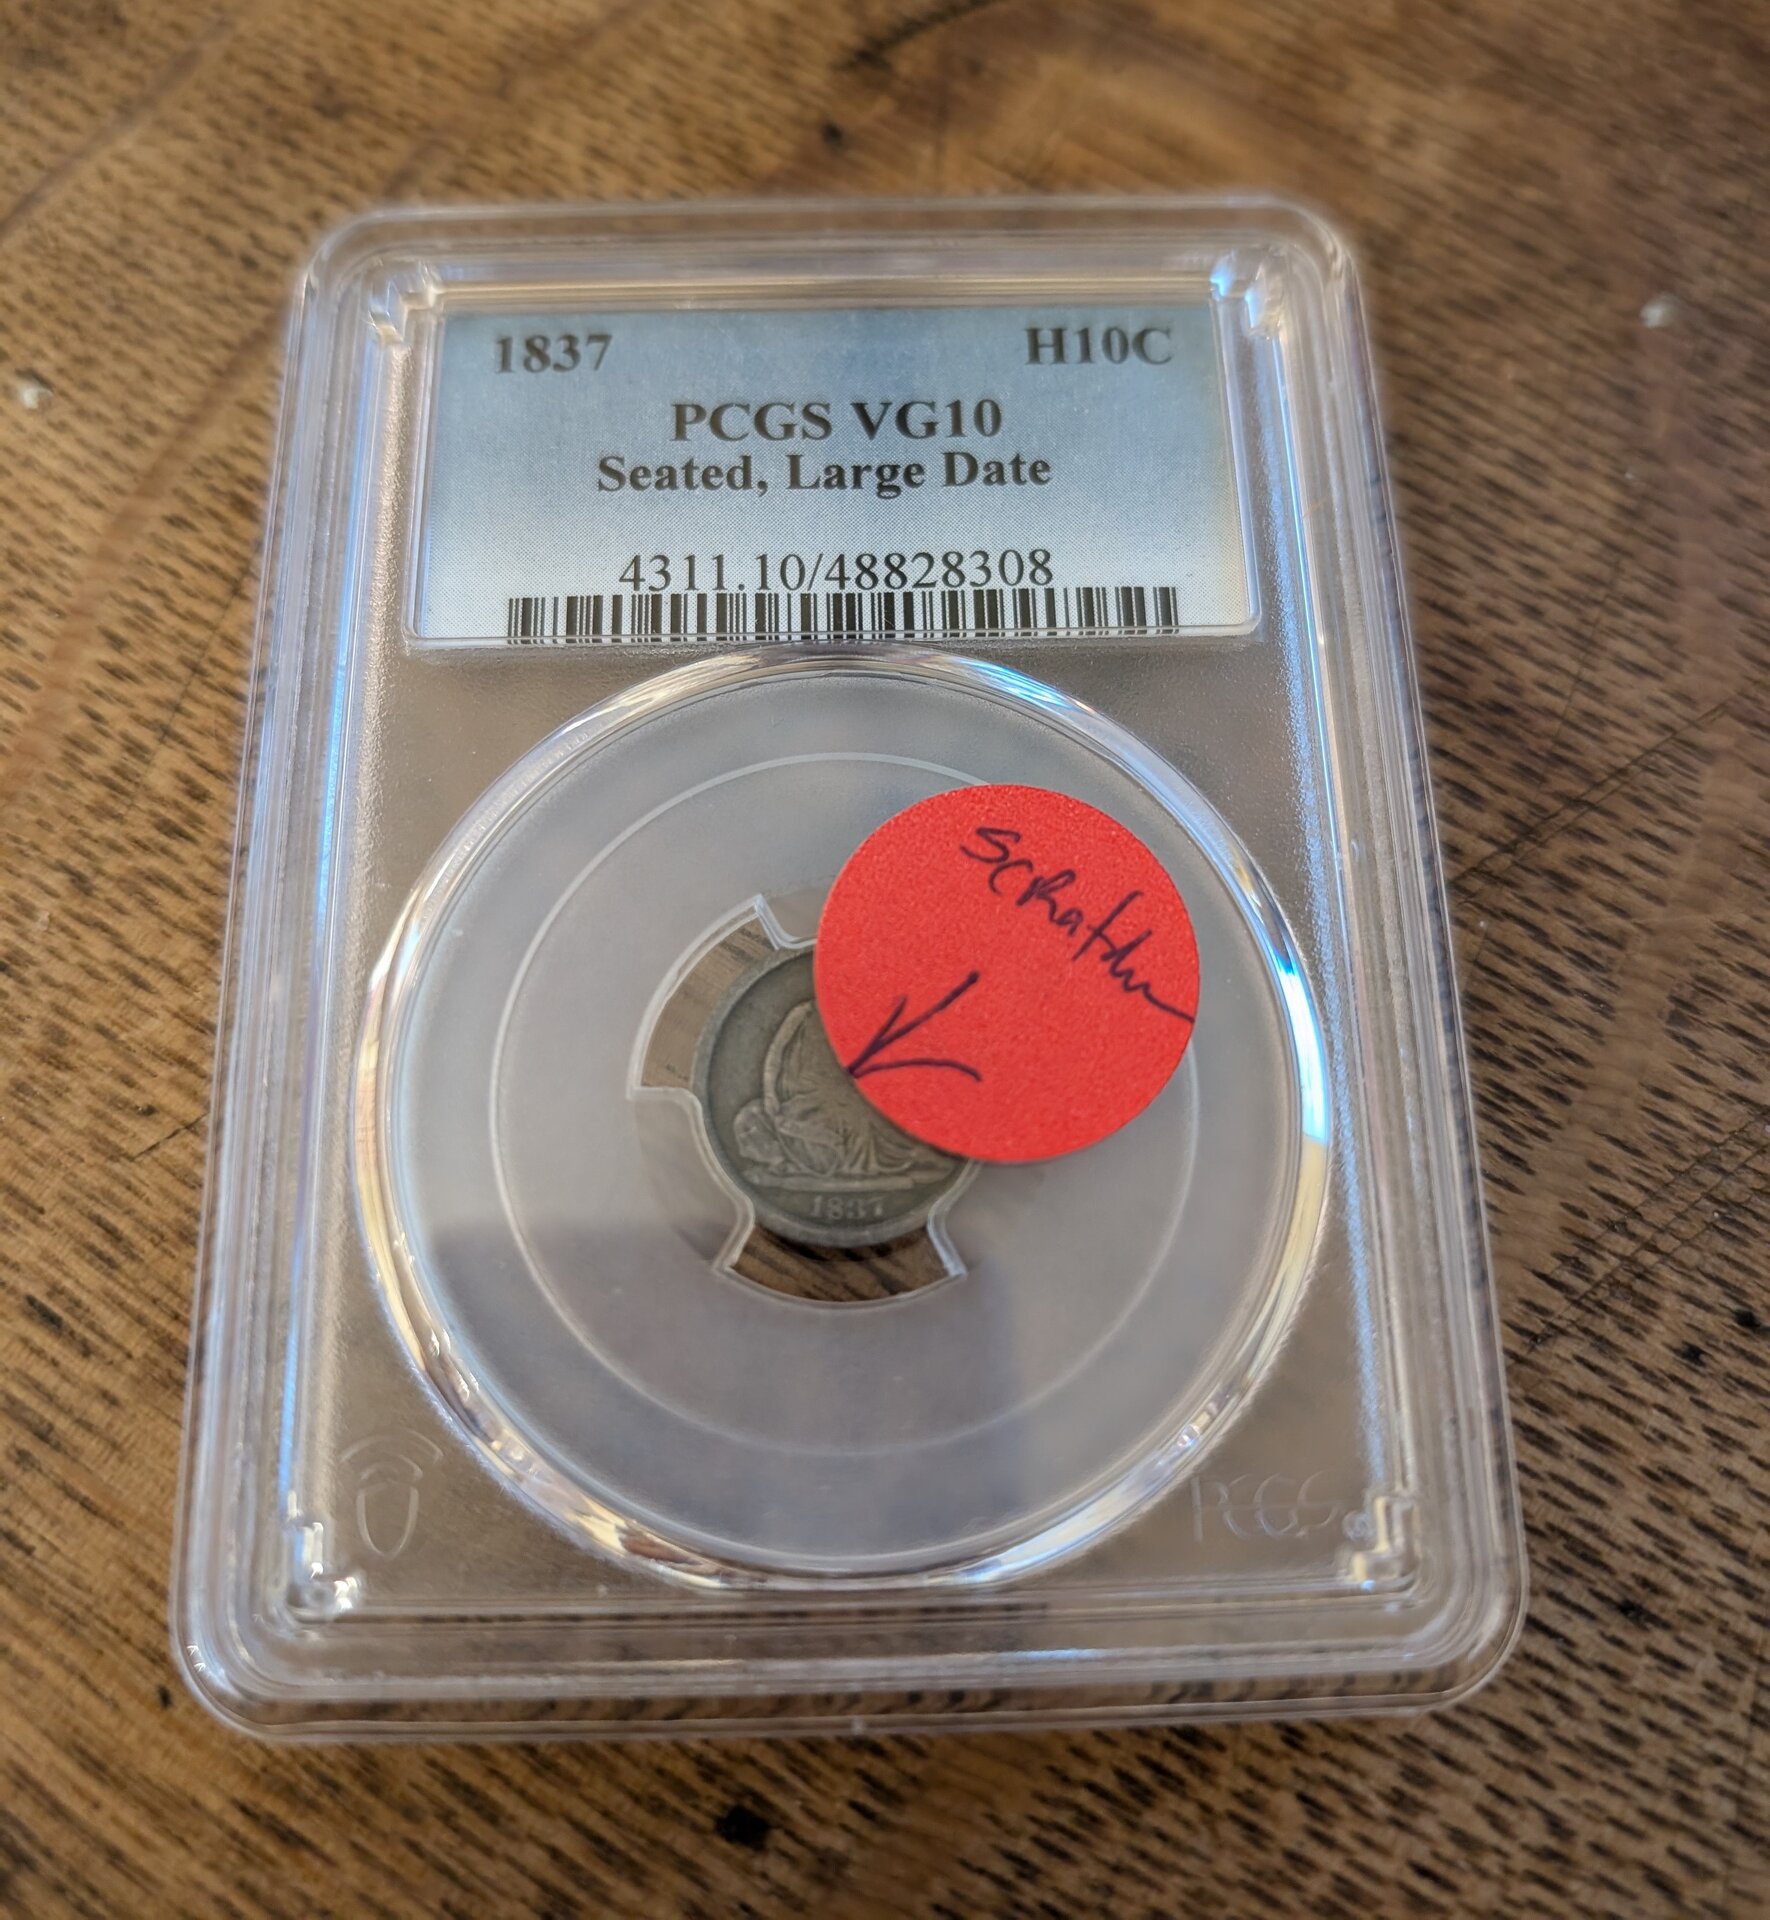 1837 H10C
PCGS VG10
Seated, Large Date
4311.10/48828308
scratch
1837
PCGS